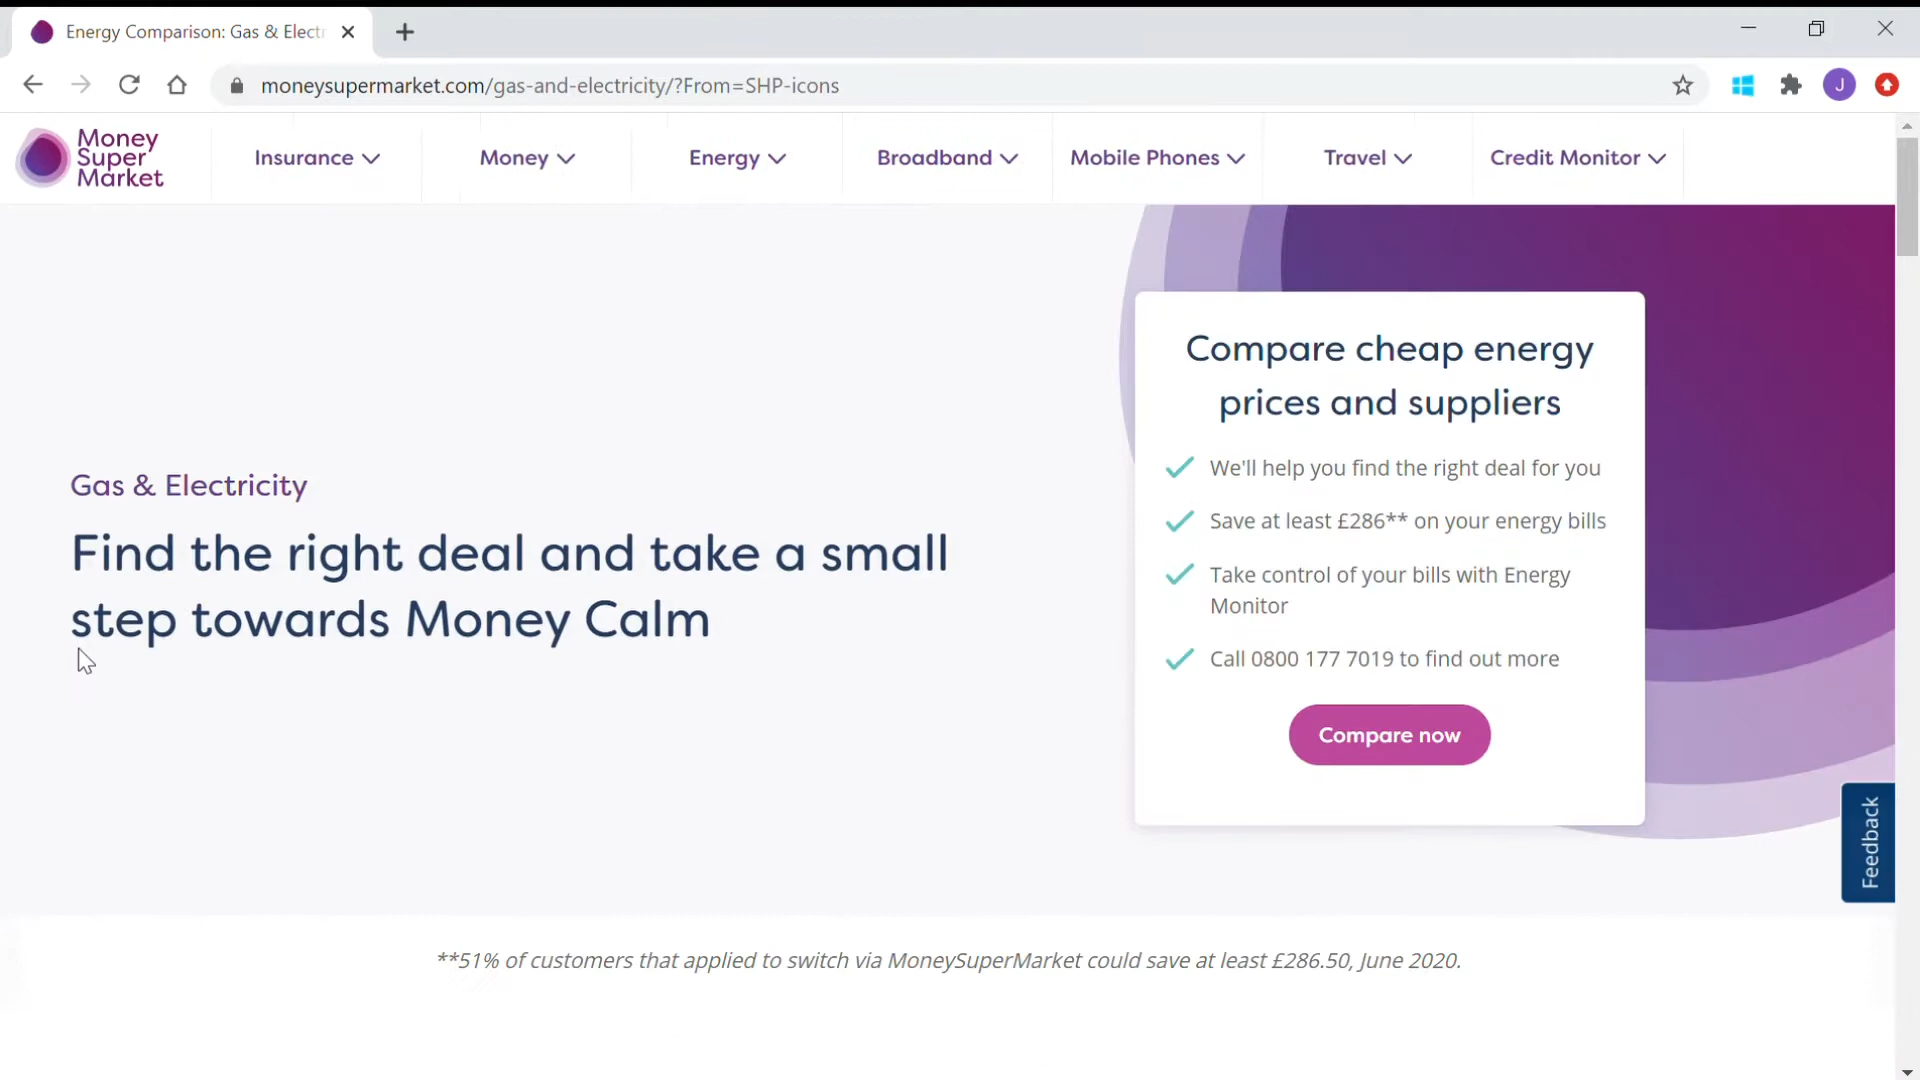 Energy Comparison: Gas & Elect
moneysupermarket.com/gas-and-electricity/?From=SHP-icons
J
Money
Super
Market
Insurance
Money
Energy
Broadband
Mobile Phones
Travel
Credit Monitor
Gas & Electricity
Find the right deal and take a small
step towards Money Calm
Compare cheap energy
prices and suppliers
We'll help you find the right deal for you
Save at least £286** on your energy bills
Take control of your bills with Energy
Monitor
Call 0800 177 7019 to find out more
Compare now
Feedback
**51% of customers that applied to switch via MoneySuperMarket could save at least £286.50, June 2020.